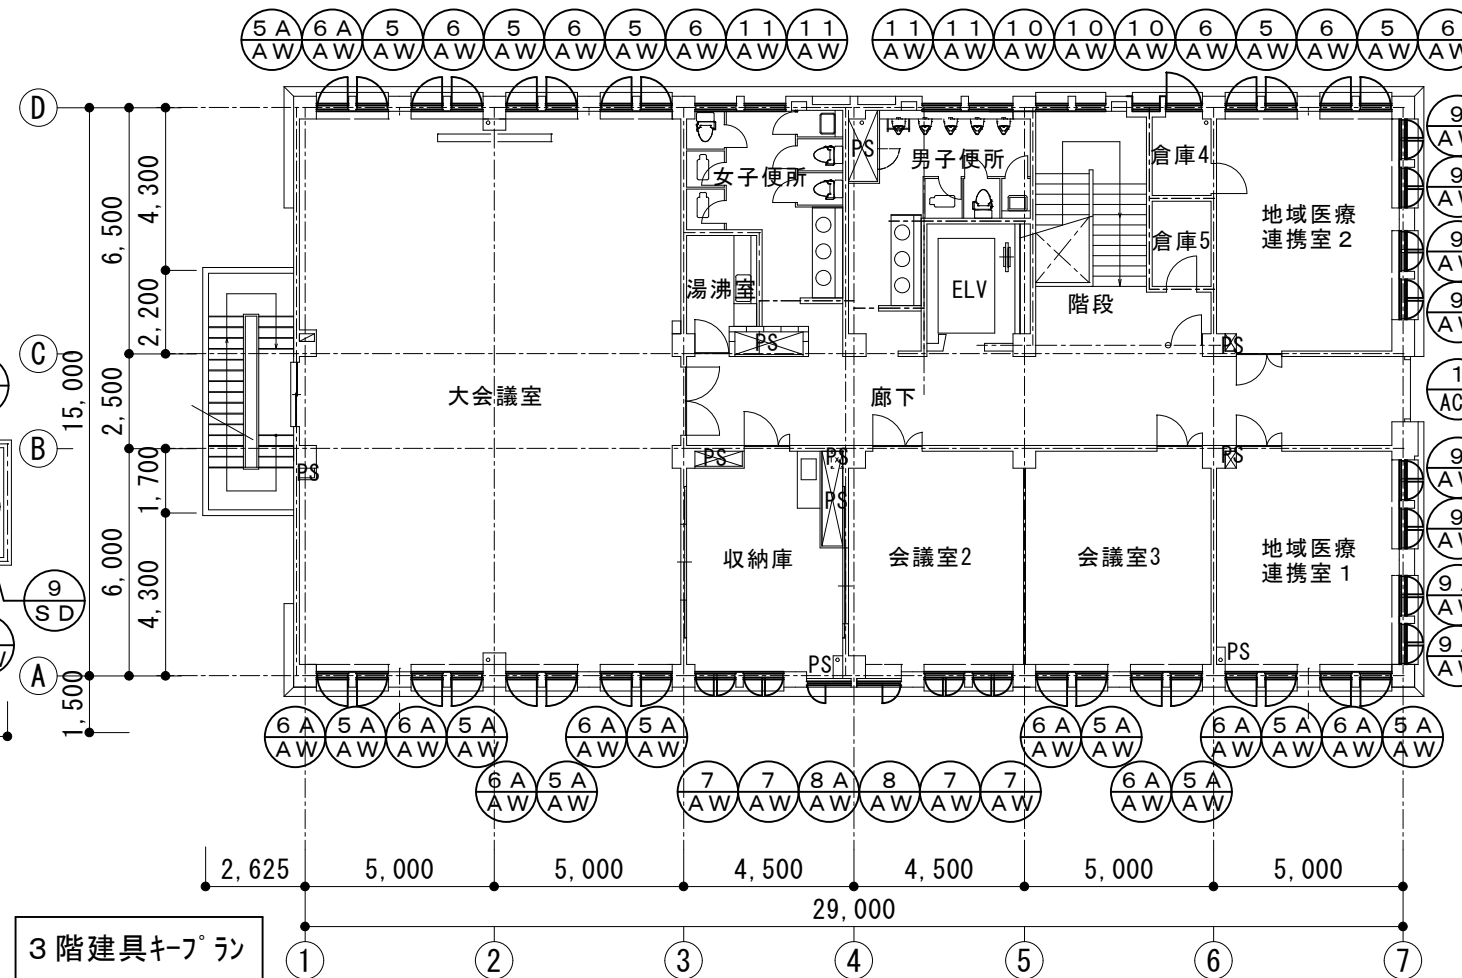 5A 6A 5 6 5 6 5 6 11 11 11 11 10 10 10 6 5 6 5 6
AW AW AW AW AW AW AW AW AW AW AW AW AW AW AW AW AW AW AW
D
4,300
6,500
2,200
C
15,000
2,500
B
1,700
6,000
4,300
A
1,500
9
SD
女子便所
PS
男子便所
倉庫4
地域医療
連携室2
倉庫5
湯沸室
ELV
階段
PS
PS
大会議室
廊下
PS
PS
PS
PS
PS
収納庫
会議室2
会議室3
地域医療
連携室1
PS
PS
9
9
9
9
1
9
9
6A 5A 6A 5A
AW AW AW AW
6A 5A
AW AW
6A 5A
AW AW
6A 5A 6A 5A
AW AW AW AW
6A 5A
AW AW
7 7 8A 8 7 7
AW AW AW AW AW AW
6A 5A
AW AW
2,625 5,000 5,000 4,500 4,500 5,000 5,000
29,000
3階建具キープラン
1 2 3 4 5 6 7